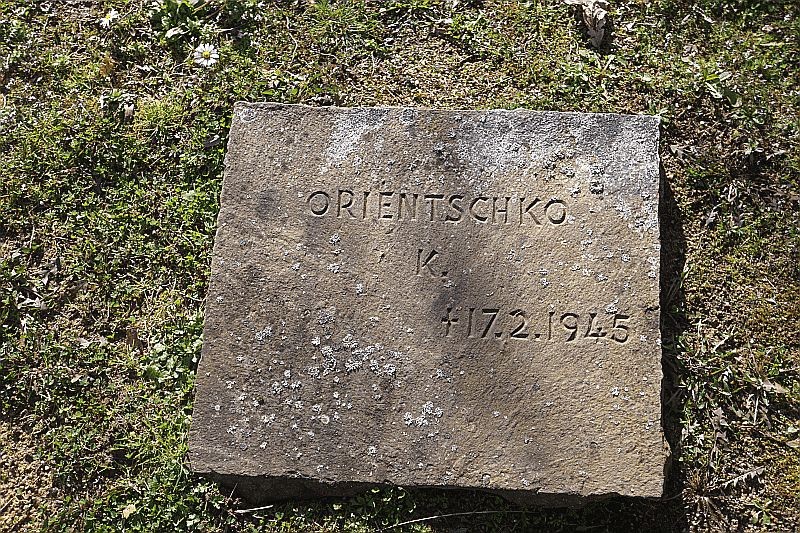 ORIENTSCHKO
K.
†17.2.1945